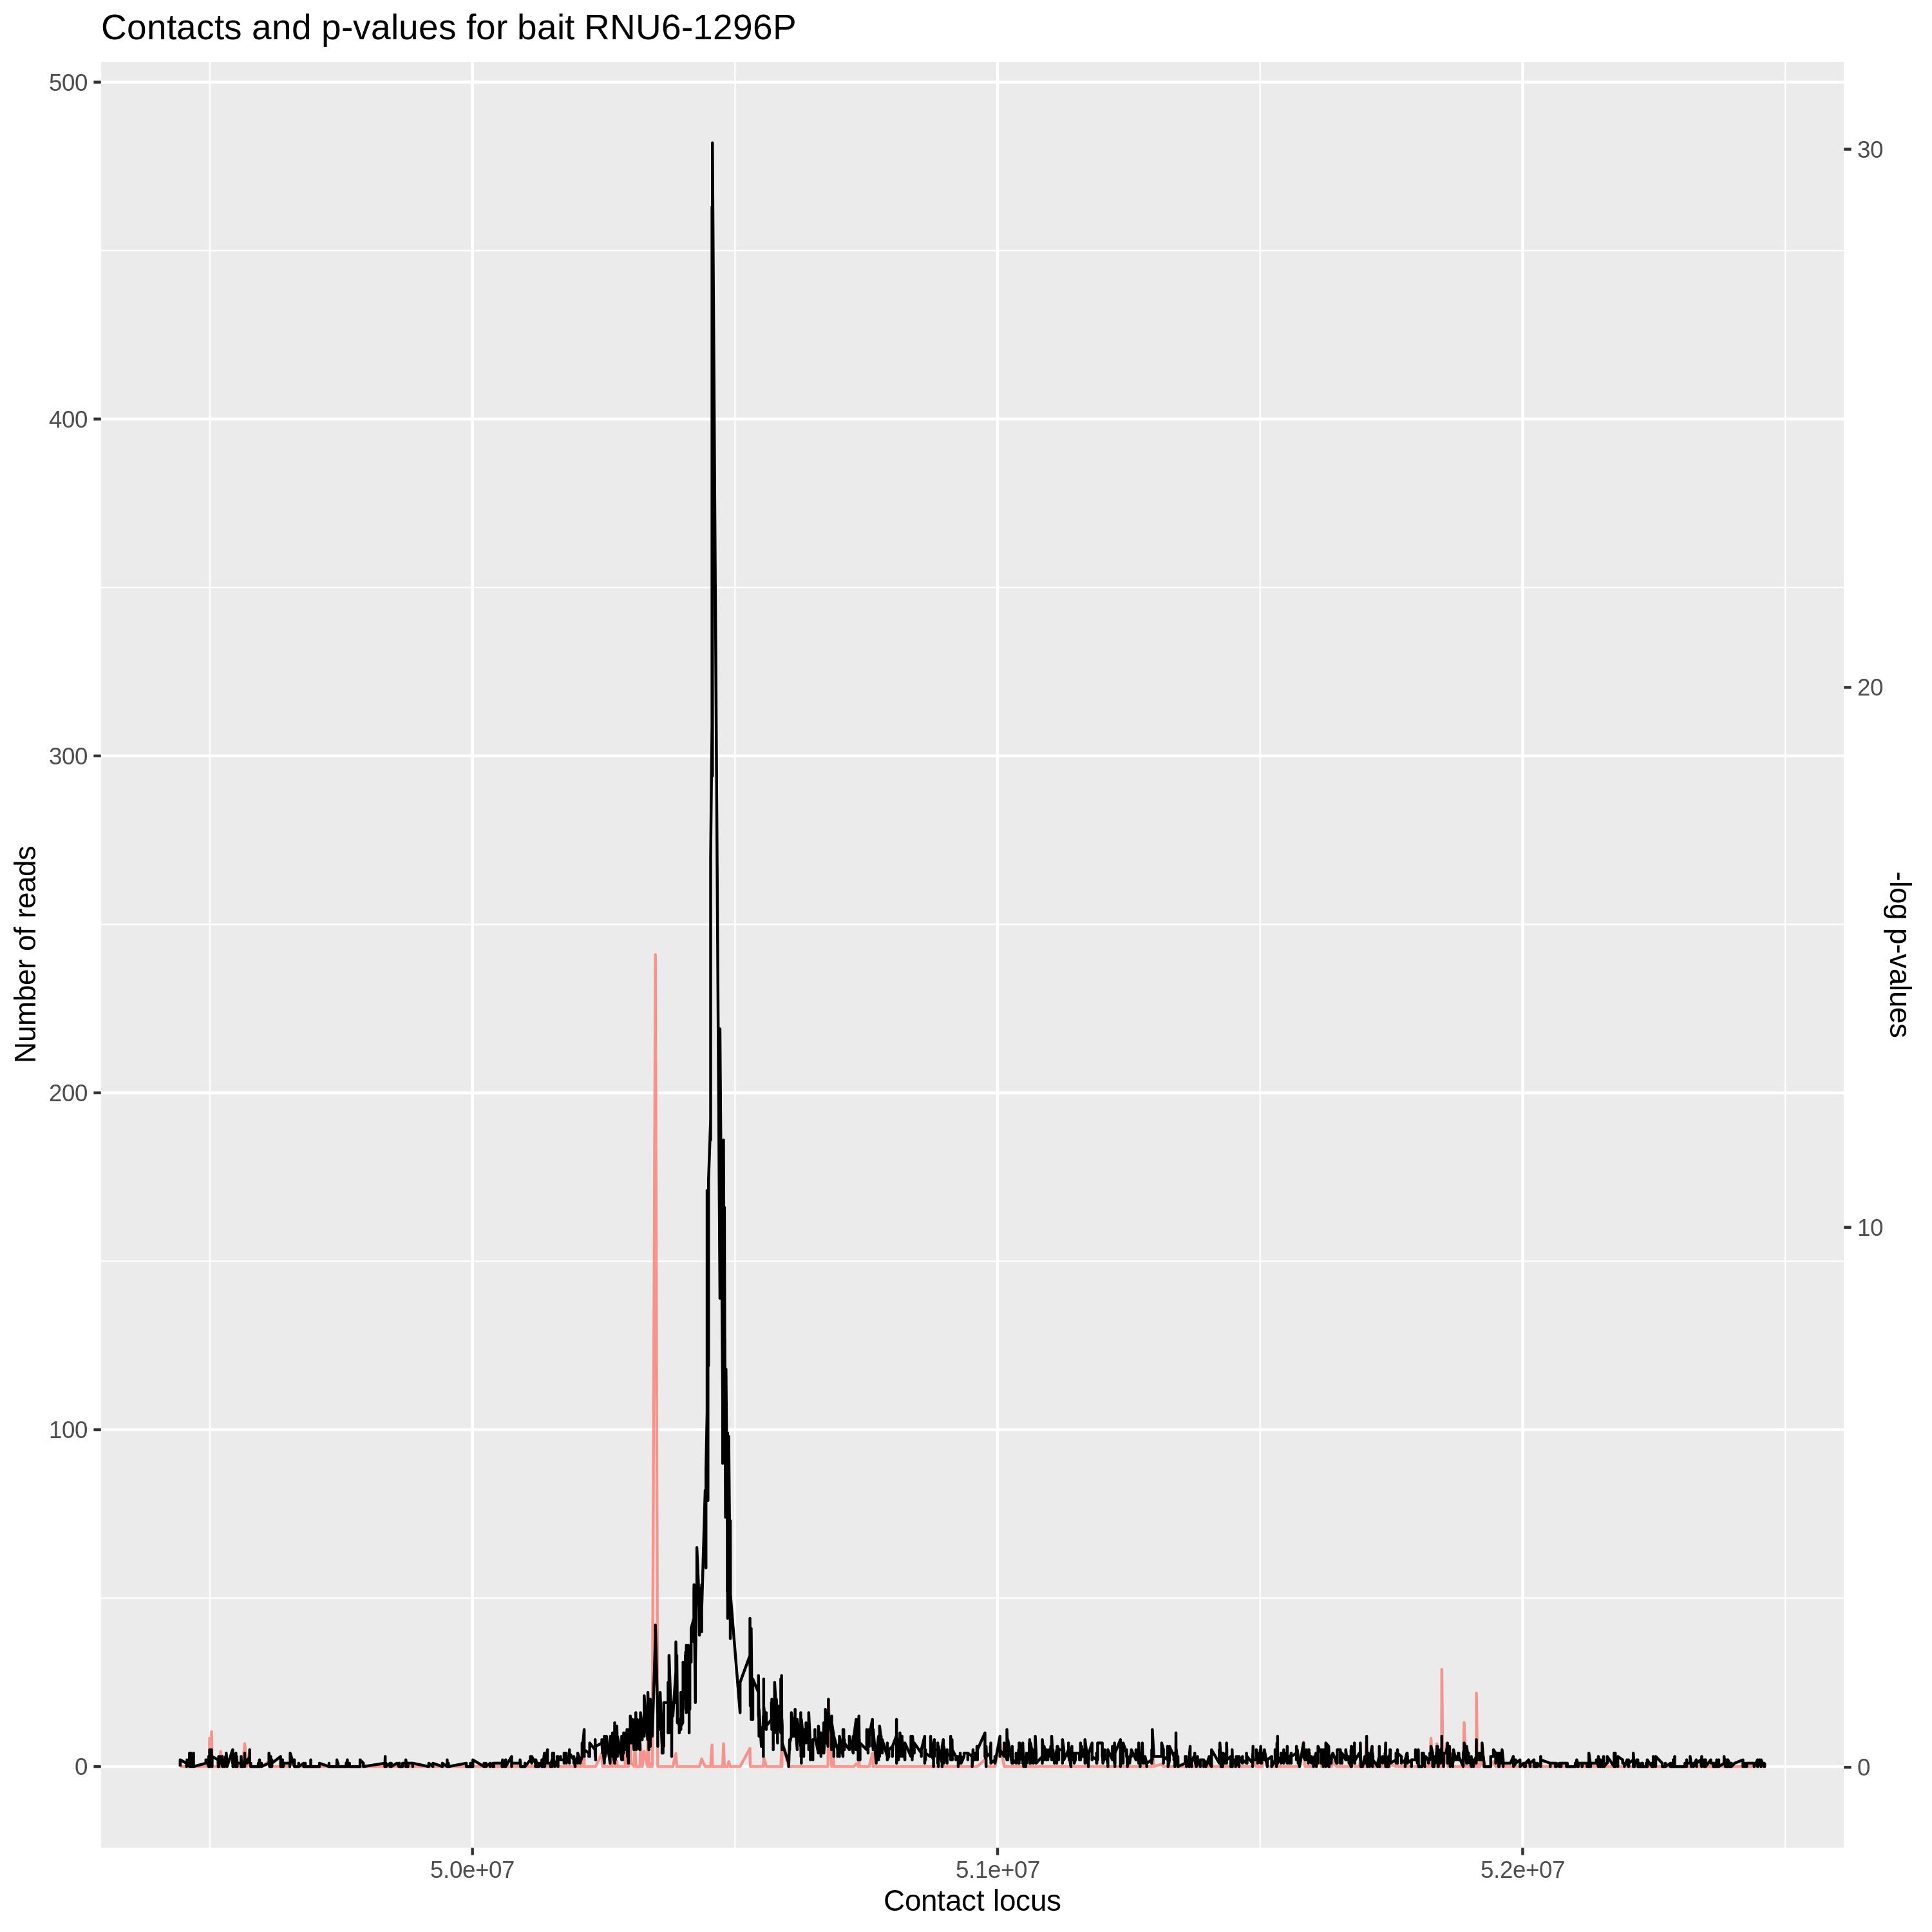 Contacts and p-values for bait RNU6-1296P
500
400
300
200
100
0
Number of reads
30
20
10
0
-log p-values
5.0e+07
5.1e+07
5.2e+07
Contact locus